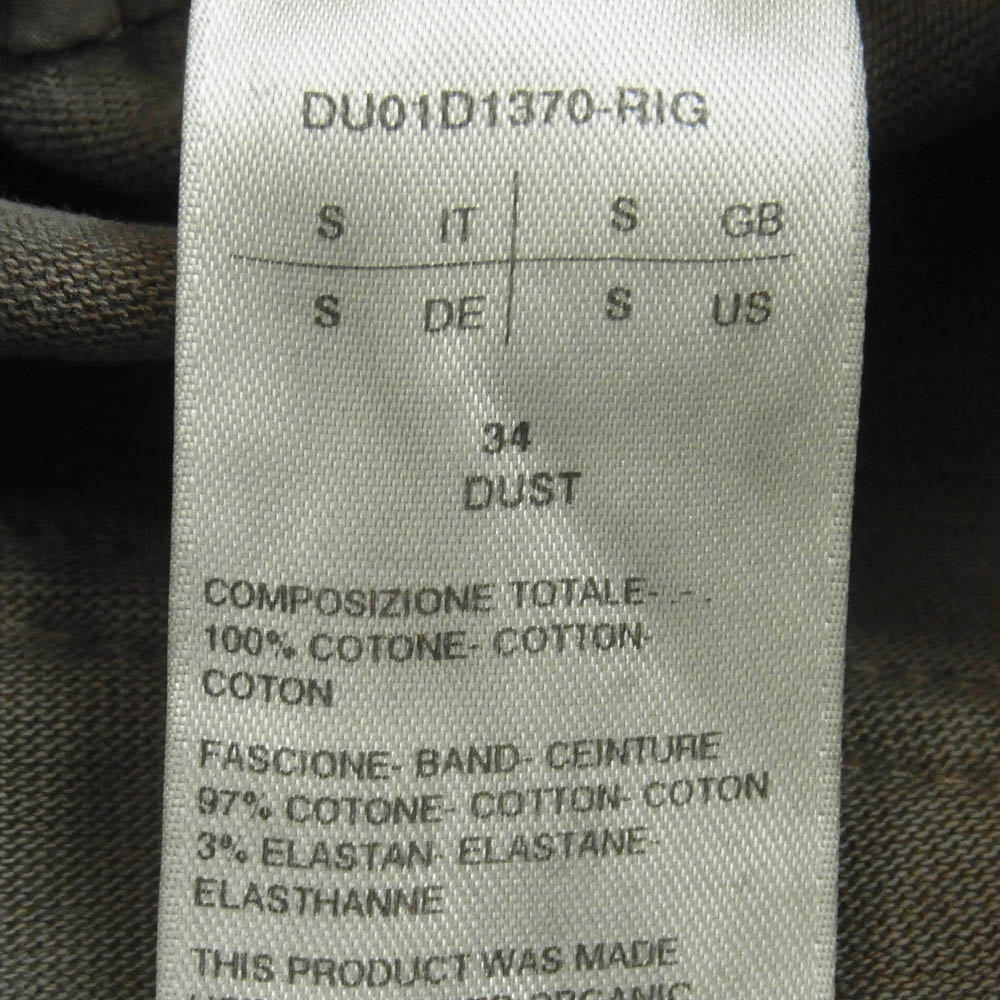 DU01D1370-RIG
S IT S GB
S DE S US
34
DUST
COMPOSIZIONE TOTALE-
100% COTONE- COTTON-
COTON
FASCIONE- BAND- CEINTURE
97% COTONE- COTTON- COTON
3% ELASTAN- ELASTANE-
ELASTHANNE
THIS PRODUCT WAS MADE
ORGANIC